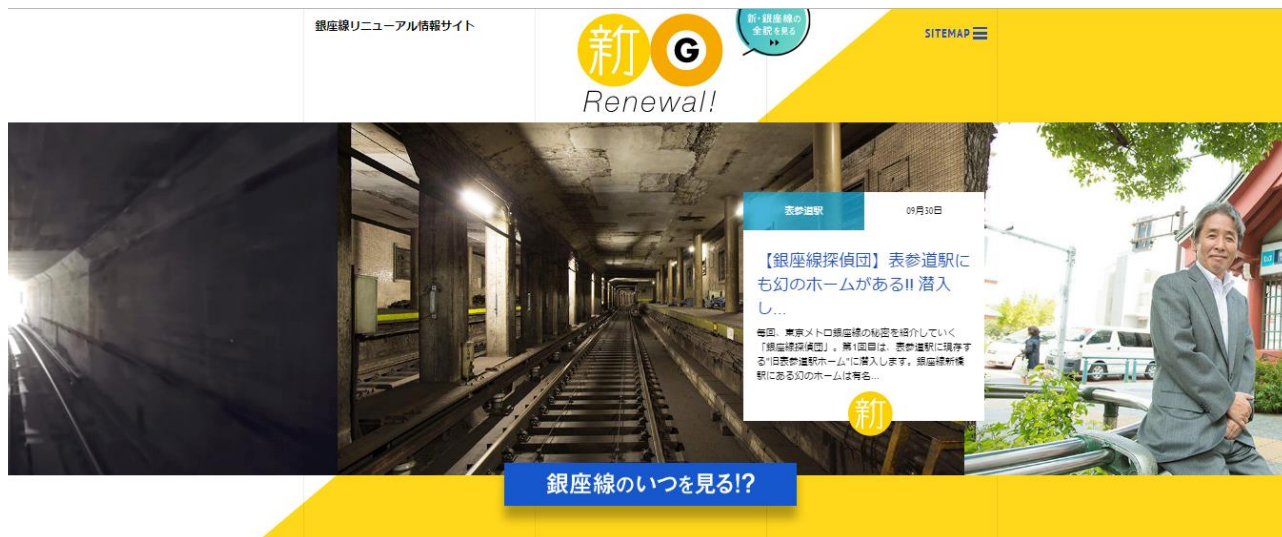 銀座線リニューアル情報サイト
新 G
Renewal!
新・銀座線の
全貌を見る
SITEMAP
表参道駅
09月30日
【銀座線探偵団】表参道駅に
も幻のホームがある!! 潜入
し...
毎回、東京メトロ銀座線の秘密を紹介していく
「銀座線探偵団」。第1回目は、表参道駅に現存す
る"旧表参道駅ホーム"に潜入します。銀座線新橋
駅にある幻のホームは有名...
新
銀座線のいつを見る!?